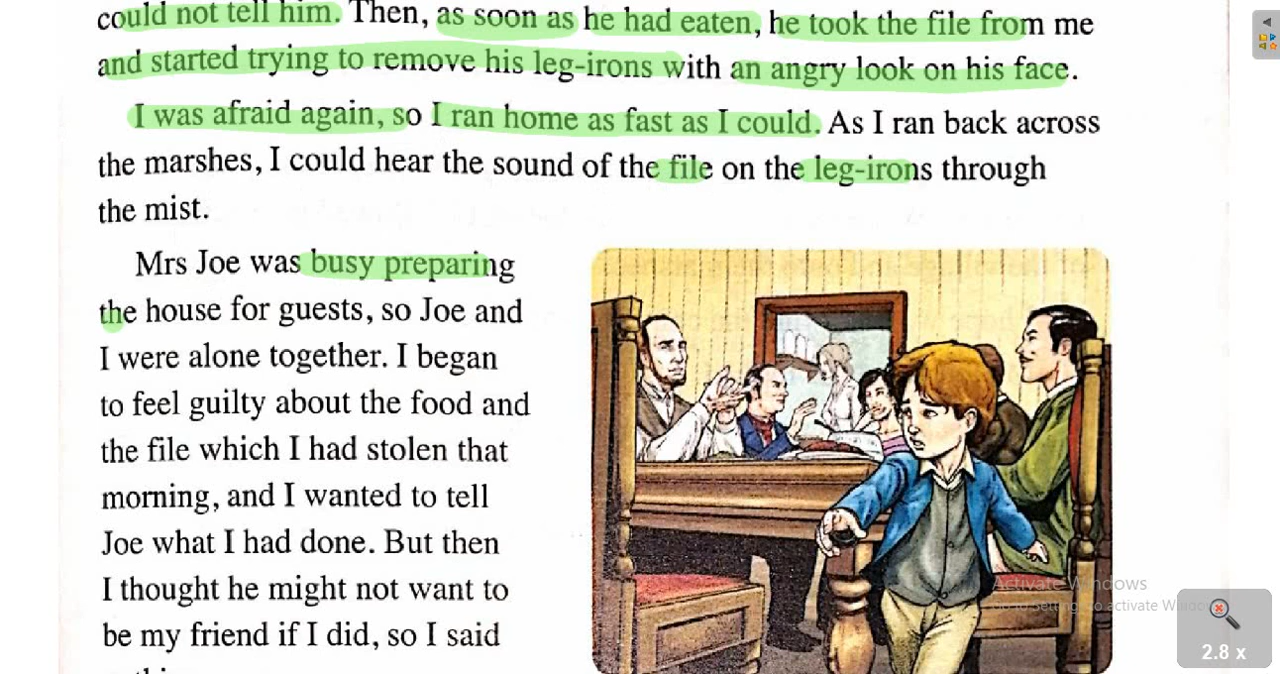 could not tell him. Then, as soon as he had eaten, he took the file from me
and started trying to remove his leg-irons with an angry look on his face.
I was afraid again, so I ran home as fast as I could. As I ran back across
the marshes, I could hear the sound of the file on the leg-irons through
the mist.
Mrs Joe was busy preparing
the house for guests, so Joe and
I were alone together. I began
to feel guilty about the food and
the file which I had stolen that
morning, and I wanted to tell
Joe what I had done. But then
I thought he might not want to
be my friend if I did, so I said
Activate Windows
2.8 x